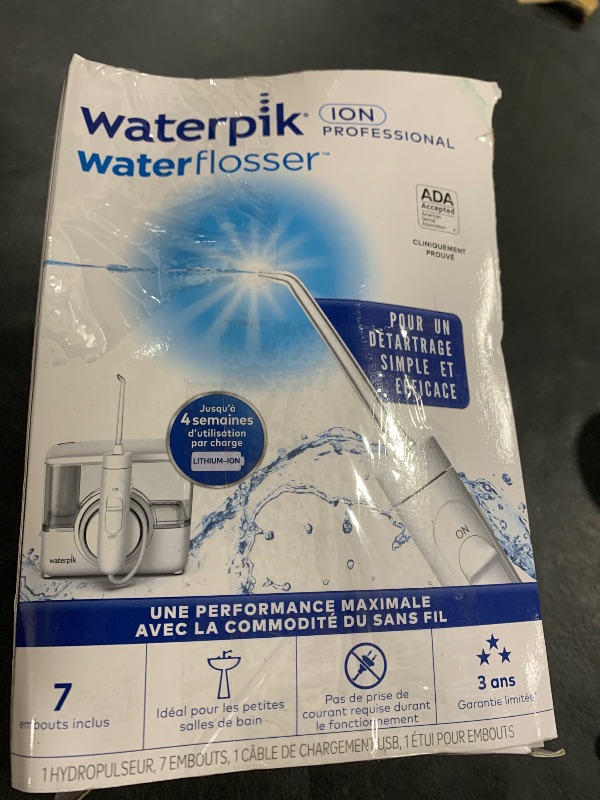 waterpik® ION
PROFESSIONAL
waterflosser™
ADA
Accepted
American
Dental
Association
CLINIQUEMENT
PROUVÉ
POUR UN
DÉTARTRAGE
SIMPLE ET
EFFICACE
Jusqu'à
4 semaines
d'utilisation
par charge
LITHIUM-ION
ON
OFF
waterpik
ON
UNE PERFORMANCE MAXIMALE
AVEC LA COMMODITÉ DU SANS FIL
7
embouts inclus
Idéal pour les petites
salles de bain
Pas de prise de
courant requise durant
le fonctionnement
3 ans
Garantie limitée
1 HYDROPULSEUR, 7 EMBOUTS, 1 CÂBLE DE CHARGEMENT USB, 1 ÉTUI POUR EMBOUTS